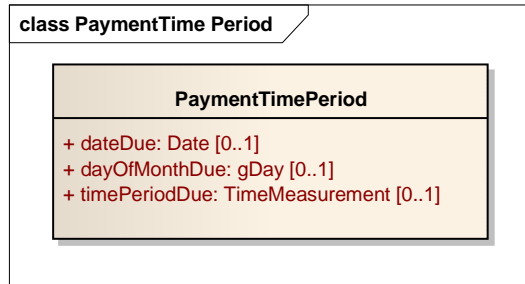 class PaymentTime Period
PaymentTimePeriod
+ dateDue: Date [0..1]
+ dayOfMonthDue: gDay [0..1]
+ timePeriodDue: TimeMeasurement [0..1]